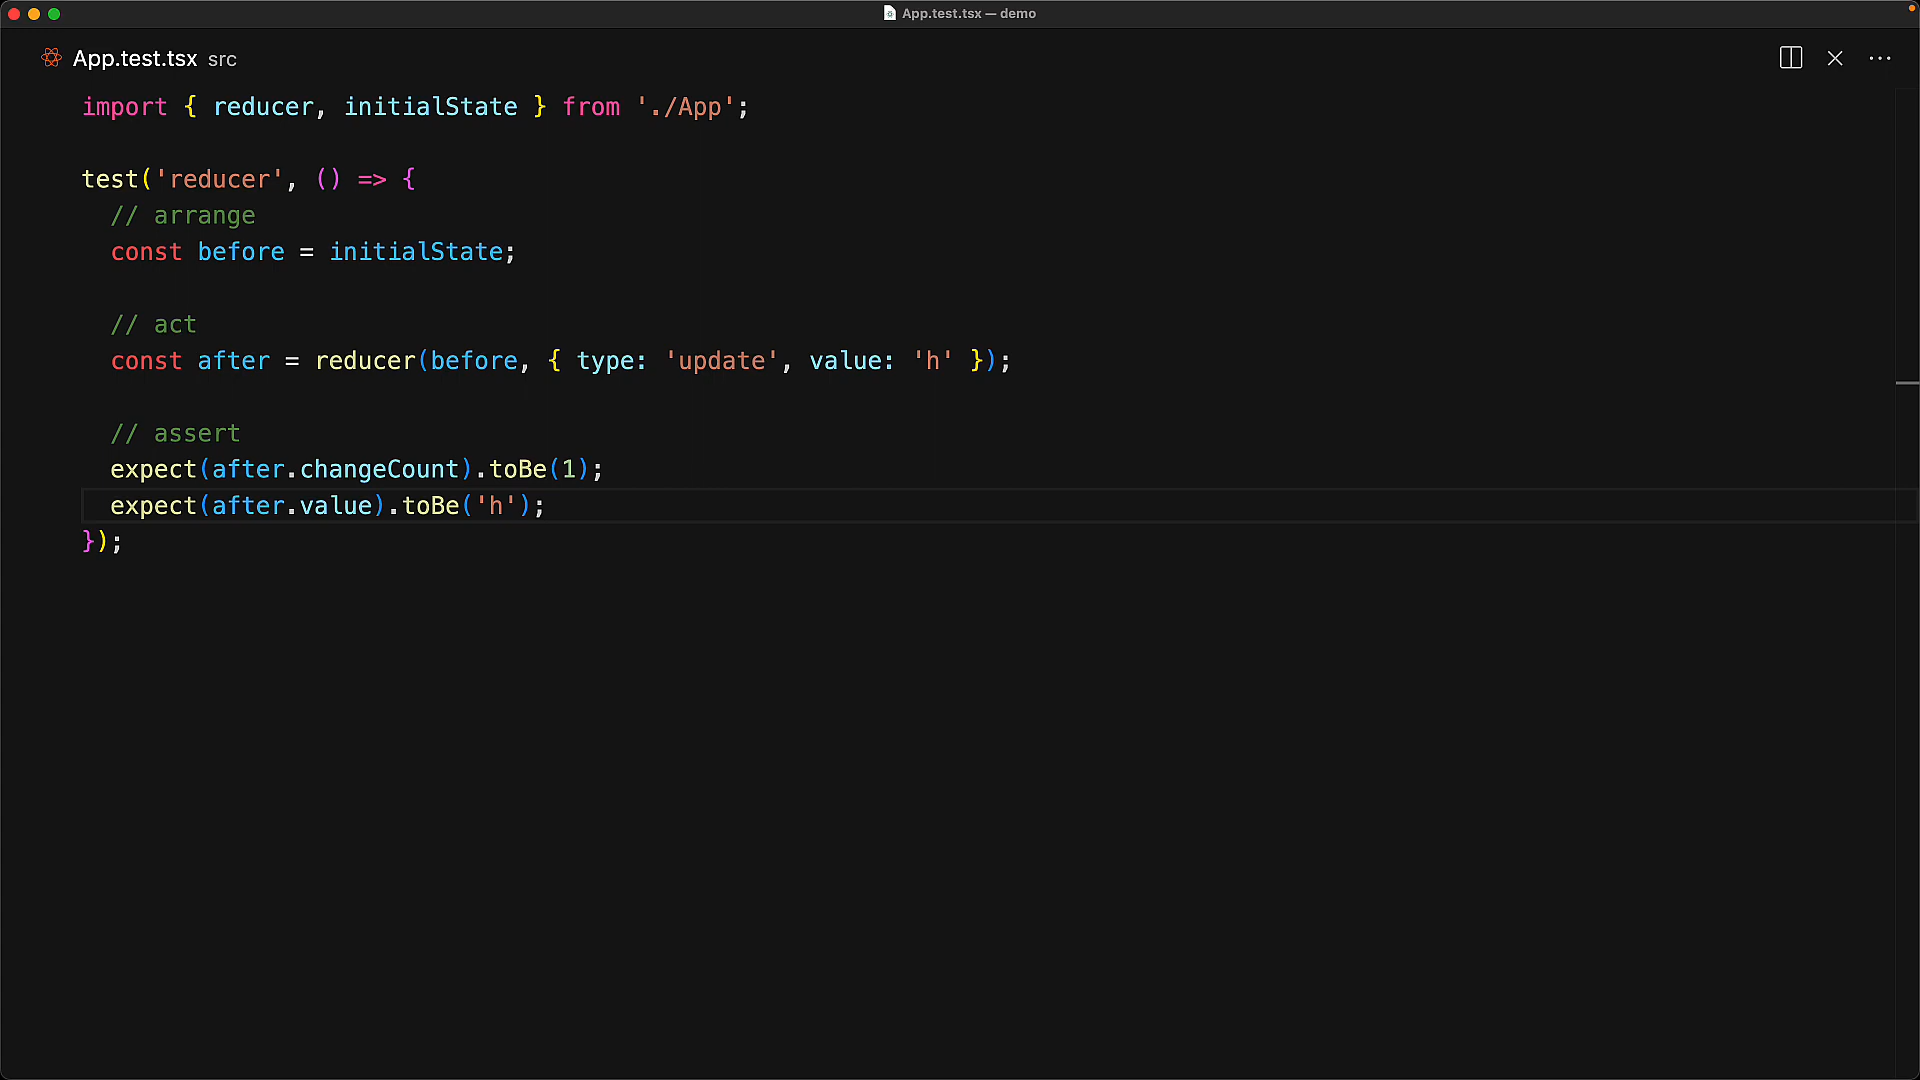 App.test.tsx — demo
App.test.tsx src
import { reducer, initialState } from './App';
test('reducer', () => {
// arrange
const before = initialState;
// act
const after = reducer(before, { type: 'update', value: 'h' });
// assert
expect(after.changeCount).toBe(1);
expect(after.value).toBe('h');
});